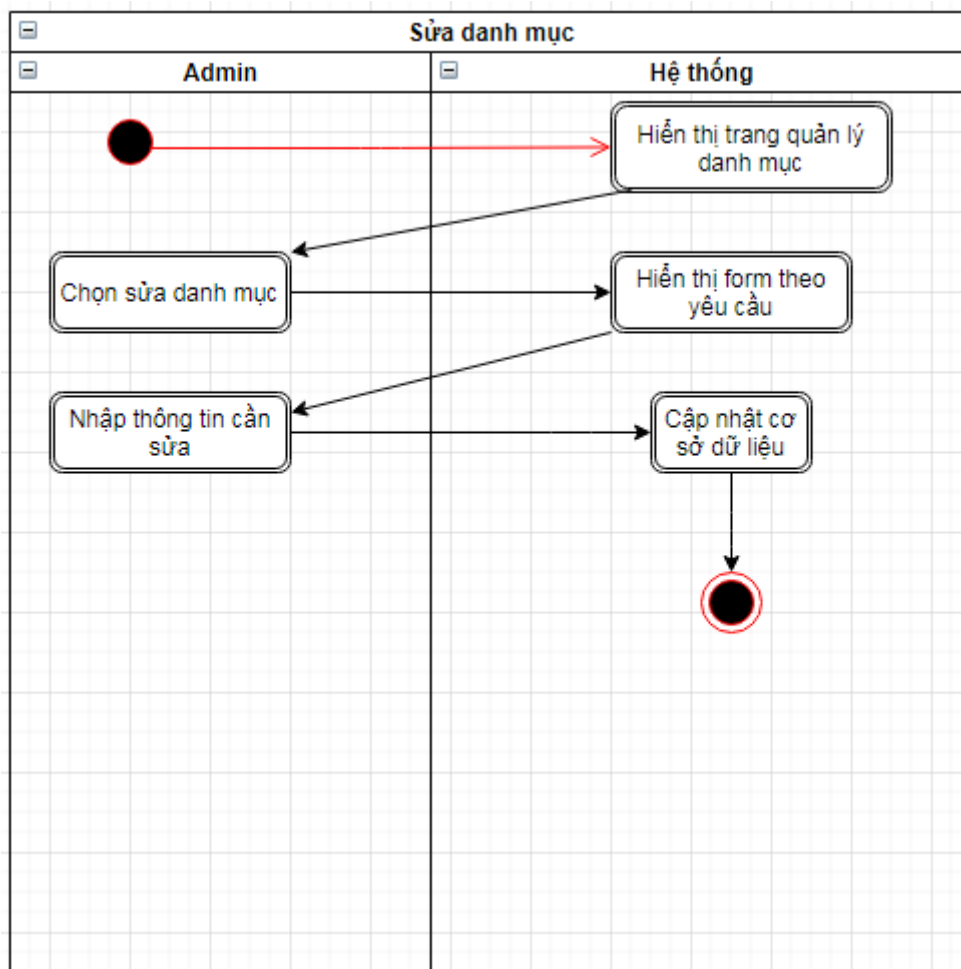 Sửa danh mục
Admin
Hệ thống
Hiển thị trang quản lý
danh mục
Chọn sửa danh mục
Hiển thị form theo
yêu cầu
Nhập thông tin cần
sửa
Cập nhật cơ
sở dữ liệu